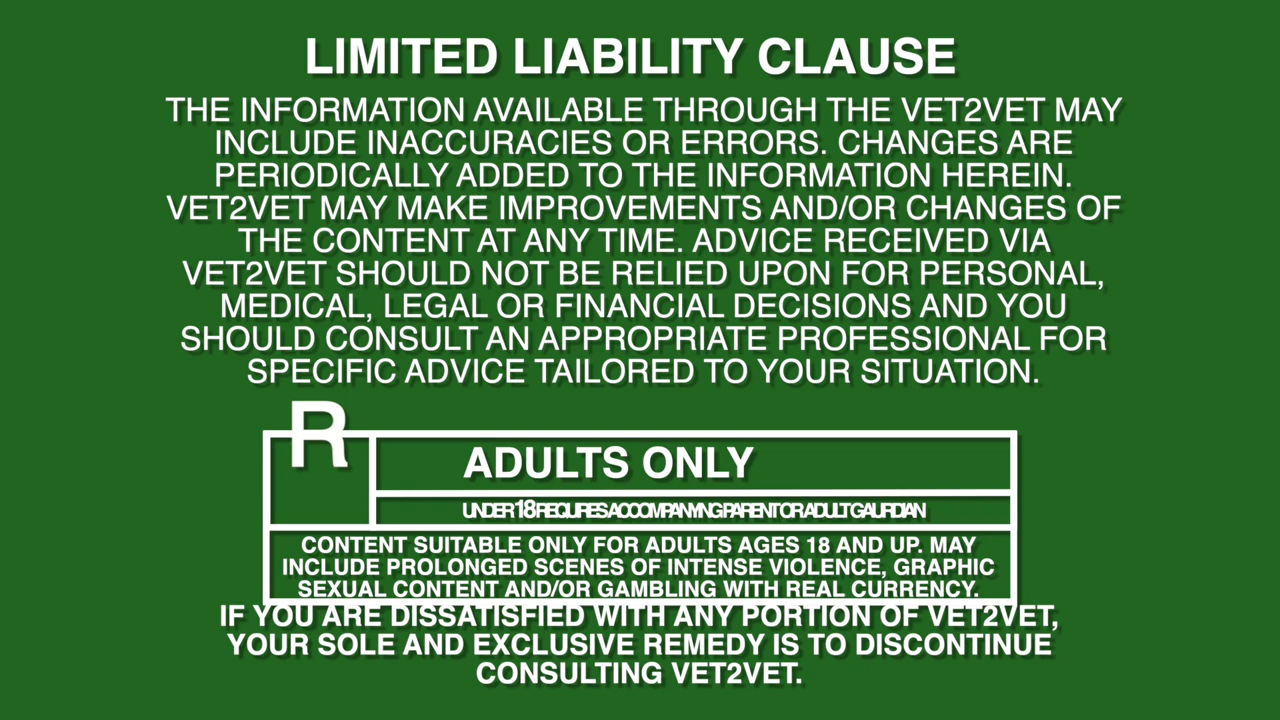 LIMITED LIABILITY CLAUSE
THE INFORMATION AVAILABLE THROUGH THE VET2VET MAY
INCLUDE INACCURACIES OR ERRORS. CHANGES ARE
PERIODICALLY ADDED TO THE INFORMATION HEREIN.
VET2VET MAY MAKE IMPROVEMENTS AND/OR CHANGES OF
THE CONTENT AT ANY TIME. ADVICE RECEIVED VIA
VET2VET SHOULD NOT BE RELIED UPON FOR PERSONAL,
MEDICAL, LEGAL OR FINANCIAL DECISIONS AND YOU
SHOULD CONSULT AN APPROPRIATE PROFESSIONAL FOR
SPECIFIC ADVICE TAILORED TO YOUR SITUATION.
R
ADULTS ONLY
UNDER 18 REQUIRES ACCOMPANYING PARENT OR ADULT GAURDIAN
CONTENT SUITABLE ONLY FOR ADULTS AGES 18 AND UP. MAY
INCLUDE PROLONGED SCENES OF INTENSE VIOLENCE, GRAPHIC
SEXUAL CONTENT AND/OR GAMBLING WITH REAL CURRENCY.
IF YOU ARE DISSATISFIED WITH ANY PORTION OF VET2VET,
YOUR SOLE AND EXCLUSIVE REMEDY IS TO DISCONTINUE
CONSULTING VET2VET.